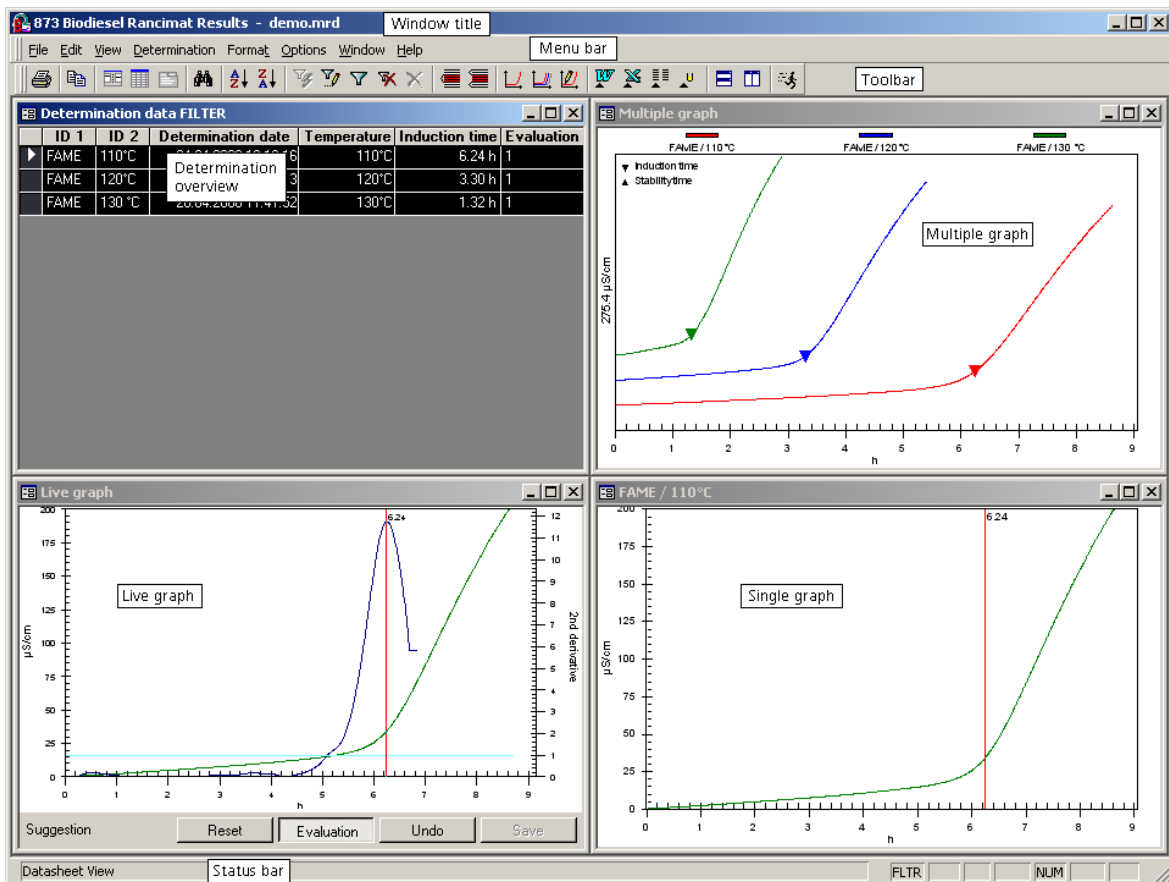 873 Biodiesel Rancimat Results - demo.mrd
Window title
File Edit View Determination Format Options Window Help
Menu bar
Toolbar
Determination data FILTER
ID 1 ID 2 Determination date Temperature Induction time Evaluation
FAME 110°C 110°C 6.24 h 1
FAME 120°C 3 120°C 3.30 h 1
FAME 130 °C 11:41:52 130°C 1.32 h 1
Determination
overview
Multiple graph
FAME / 110°C FAME / 120°C FAME / 130 °C
Induction time
Stability time
Multiple graph
275.4 µS/cm
0 1 2 3 4 5 6 7 8 9
h
Live graph
6.24
Live graph
200
175
150
125
100
75
50
25
0
µS/cm
12
11
10
9
8
7
6
5
4
3
2
1
0
2nd derivative
0 1 2 3 4 5 6 7 8 9
h
Suggestion Reset Evaluation Undo Save
FAME / 110°C
6.24
Single graph
200
175
150
125
100
75
50
25
0
µS/cm
0 1 2 3 4 5 6 7 8 9
h
Datasheet View
Status bar
FLTR NUM